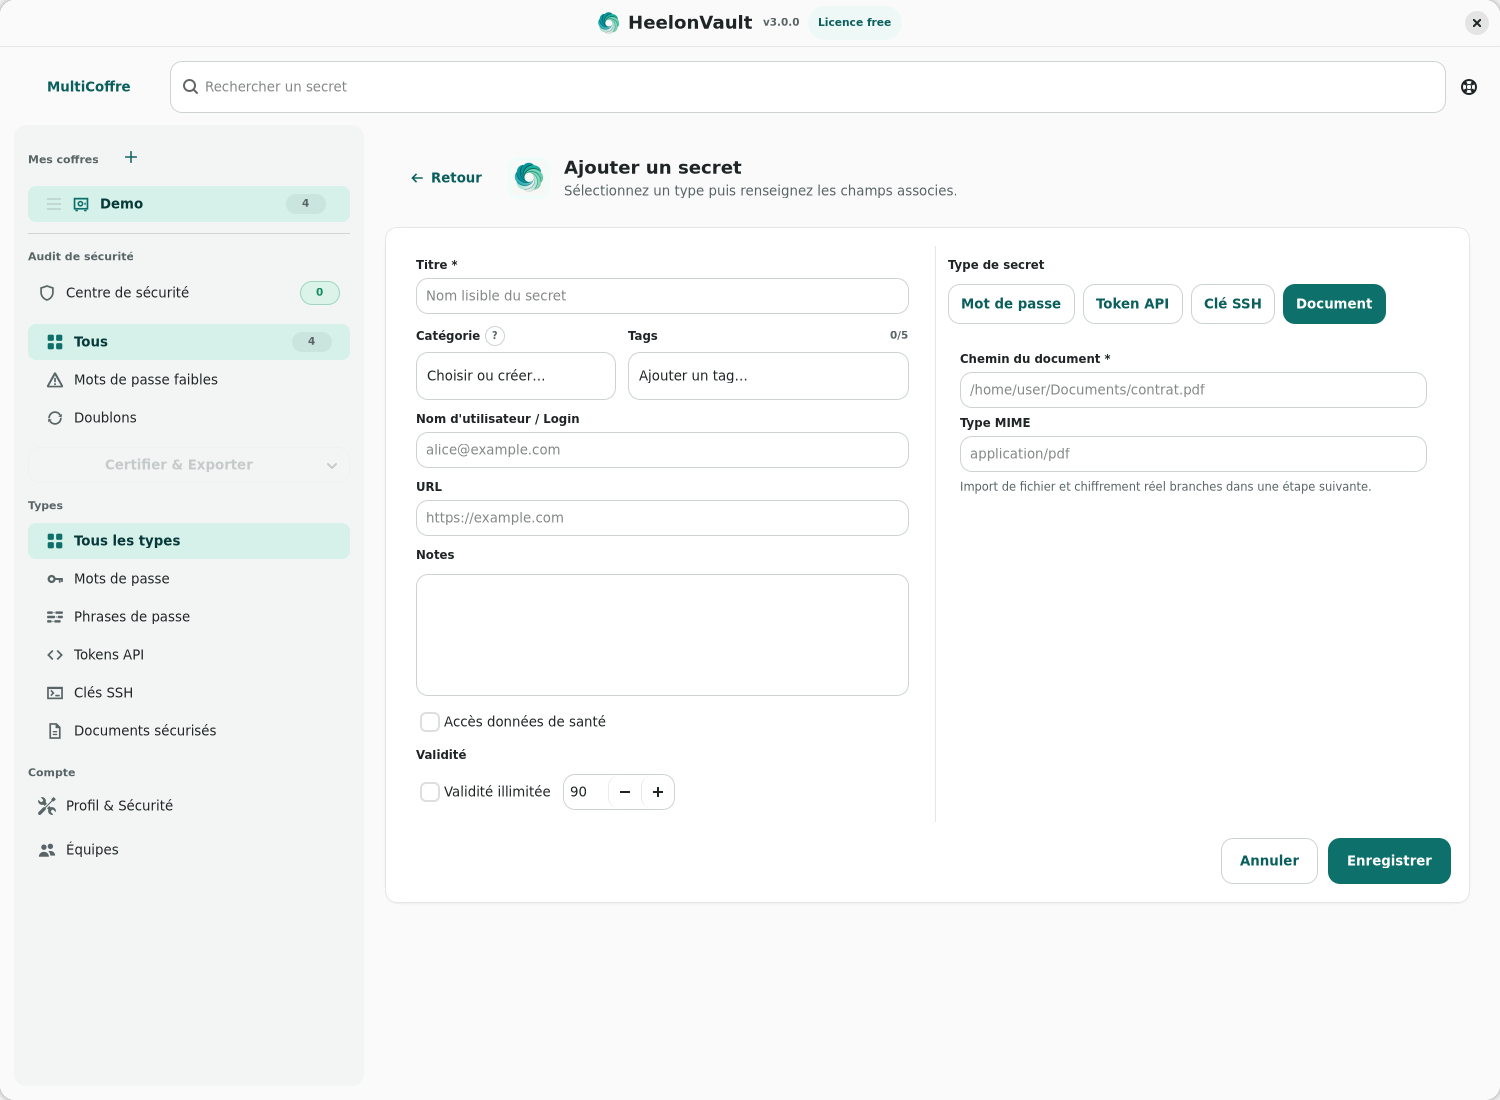 HeelonVault v3.0.0 Licence free
MultiCoffre
Rechercher un secret
Mes coffres
Demo 4
Audit de sécurité
Centre de sécurité 0
Tous 4
Mots de passe faibles
Doublons
Certifier & Exporter
Types
Tous les types
Mots de passe
Phrases de passe
Tokens API
Clés SSH
Documents sécurisés
Compte
Profil & Sécurité
Équipes
Retour
Ajouter un secret
Sélectionnez un type puis renseignez les champs associes.
Titre *
Nom lisible du secret
Catégorie ?
Tags 0/5
Choisir ou créer...
Ajouter un tag...
Nom d'utilisateur / Login
alice@example.com
URL
https://example.com
Notes
Accès données de santé
Validité
Validité illimitée 90 − +
Type de secret
Mot de passe Token API Clé SSH Document
Chemin du document *
/home/user/Documents/contrat.pdf
Type MIME
application/pdf
Import de fichier et chiffrement réel branches dans une étape suivante.
Annuler Enregistrer